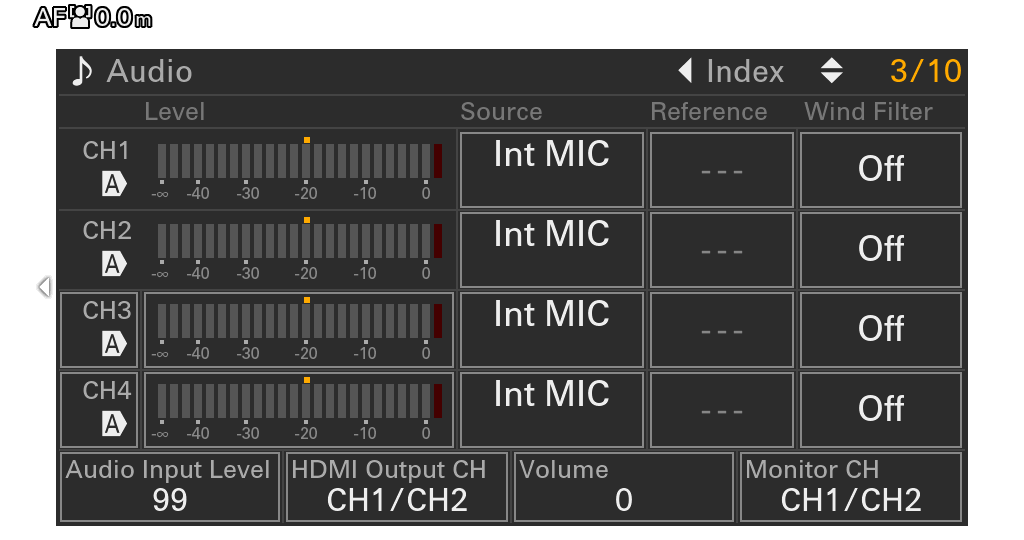 AF 0.0m
Audio Index 3/10
Level Source Reference Wind Filter
CH1 Int MIC --- Off
A -∞ -40 -30 -20 -10 0
CH2 Int MIC --- Off
A -∞ -40 -30 -20 -10 0
CH3 Int MIC --- Off
A -∞ -40 -30 -20 -10 0
CH4 Int MIC --- Off
A -∞ -40 -30 -20 -10 0
Audio Input Level HDMI Output CH Volume Monitor CH
99 CH1/CH2 0 CH1/CH2